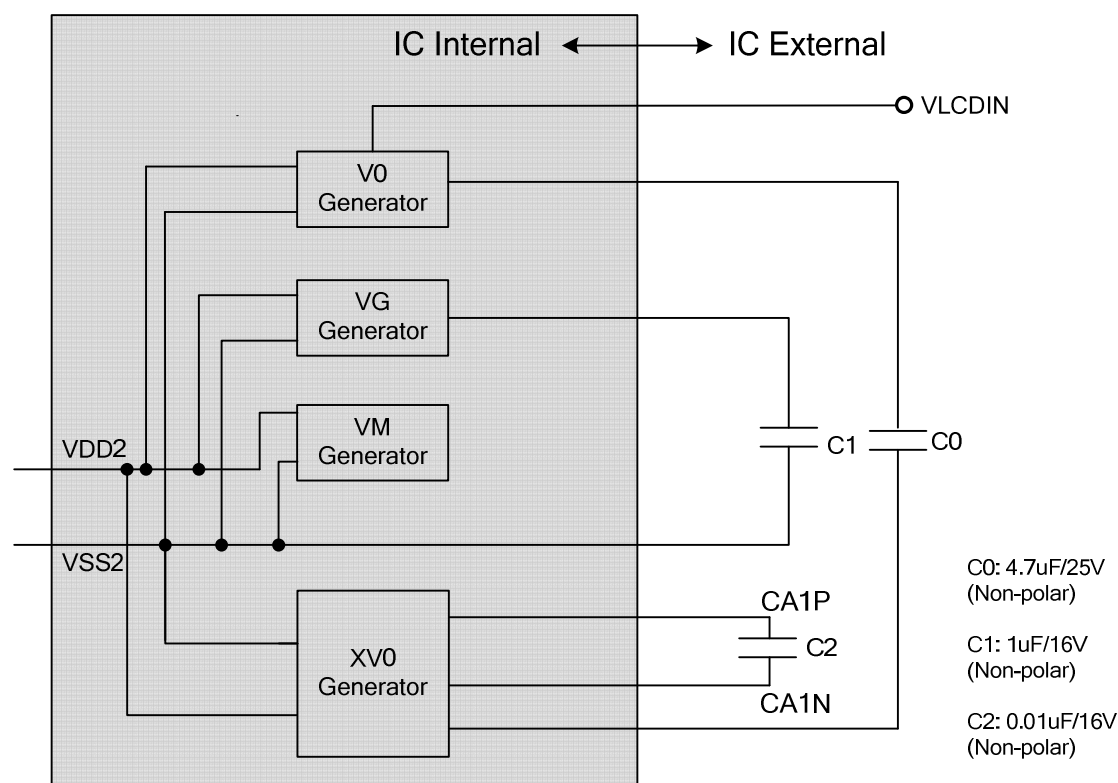 IC Internal
IC External
VLCDIN
V0
Generator
VG
Generator
VM
Generator
VDD2
C1
C0
VSS2
XV0
Generator
CA1P
C2
CA1N
C0: 4.7uF/25V
(Non-polar)
C1: 1uF/16V
(Non-polar)
C2: 0.01uF/16V
(Non-polar)